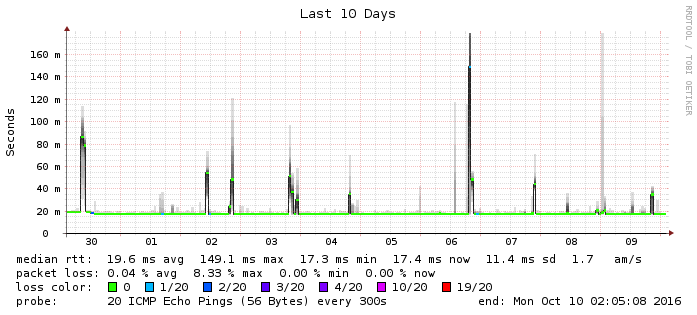 Last 10 Days
RRDTOOL / TOBI OETIKER
Seconds
160 m
140 m
120 m
100 m
80 m
60 m
40 m
20 m
0
30 01 02 03 04 05 06 07 08 09
median rtt: 19.6 ms avg 149.1 ms max 17.3 ms min 17.4 ms now 11.4 ms sd 1.7 am/s
packet loss: 0.04 % avg 8.33 % max 0.00 % min 0.00 % now
loss color: 0 1/20 2/20 3/20 4/20 10/20 19/20
probe: 20 ICMP Echo Pings (56 Bytes) every 300s end: Mon Oct 10 02:05:08 2016